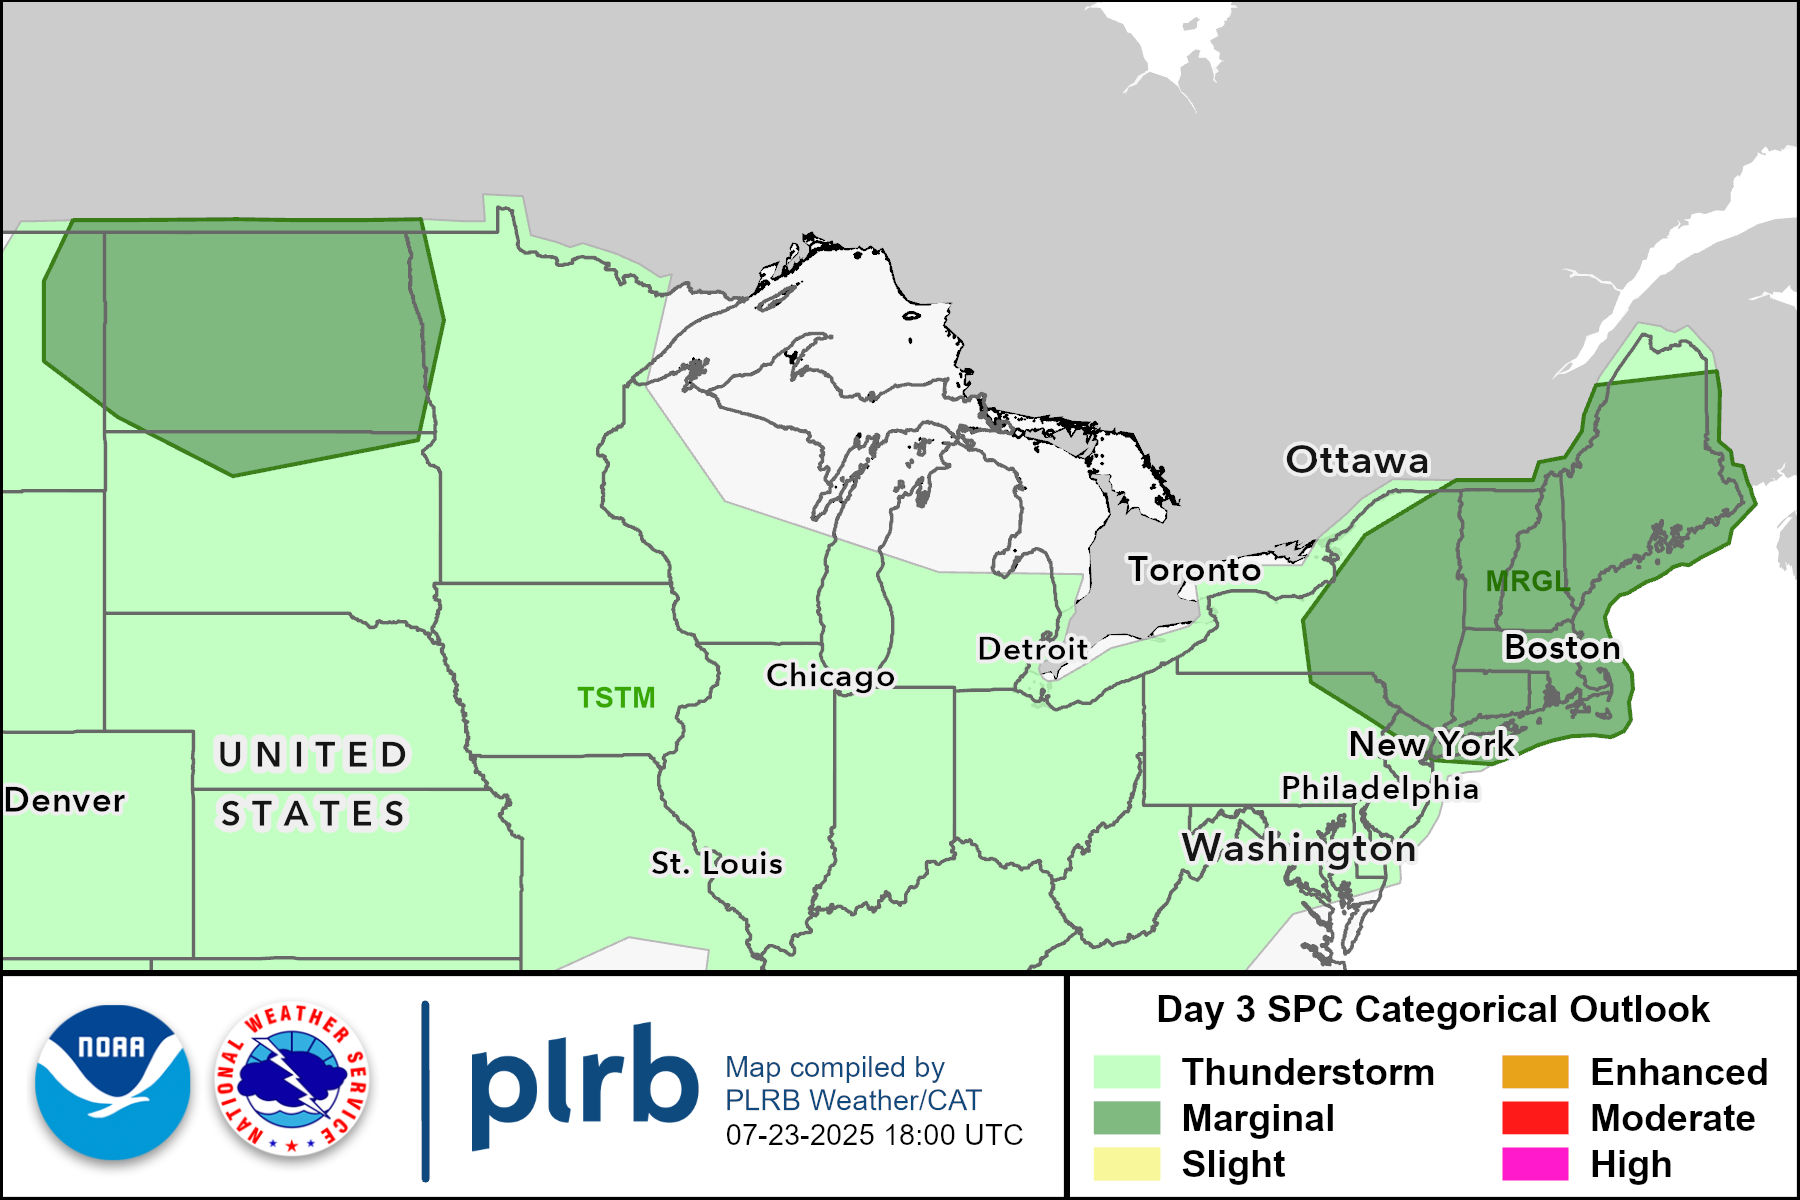 Ottawa
Toronto
MRGL
Boston
Detroit
Chicago
TSTM
New York
UNITED
STATES
Philadelphia
Denver
Washington
St. Louis
NOAA
NATIONAL WEATHER SERVICE
plrb
Map compiled by
PLRB Weather/CAT
07-23-2025 18:00 UTC
Day 3 SPC Categorical Outlook
Thunderstorm
Marginal
Slight
Enhanced
Moderate
High